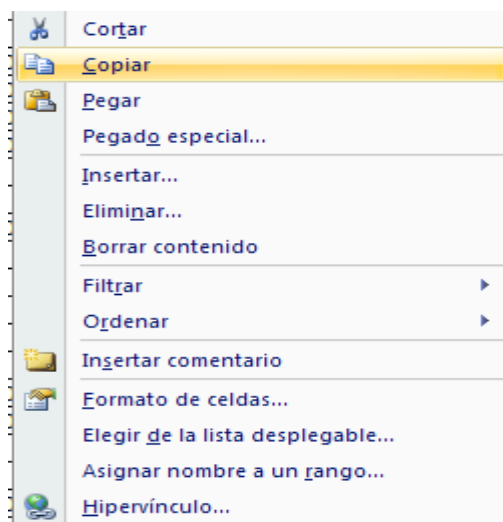 Cortar
Copiar
Pegar
Pegado especial...
Insertar...
Eliminar...
Borrar contenido
Filtrar
Ordenar
Insertar comentario
Formato de celdas...
Elegir de la lista desplegable...
Asignar nombre a un rango...
Hipervínculo...